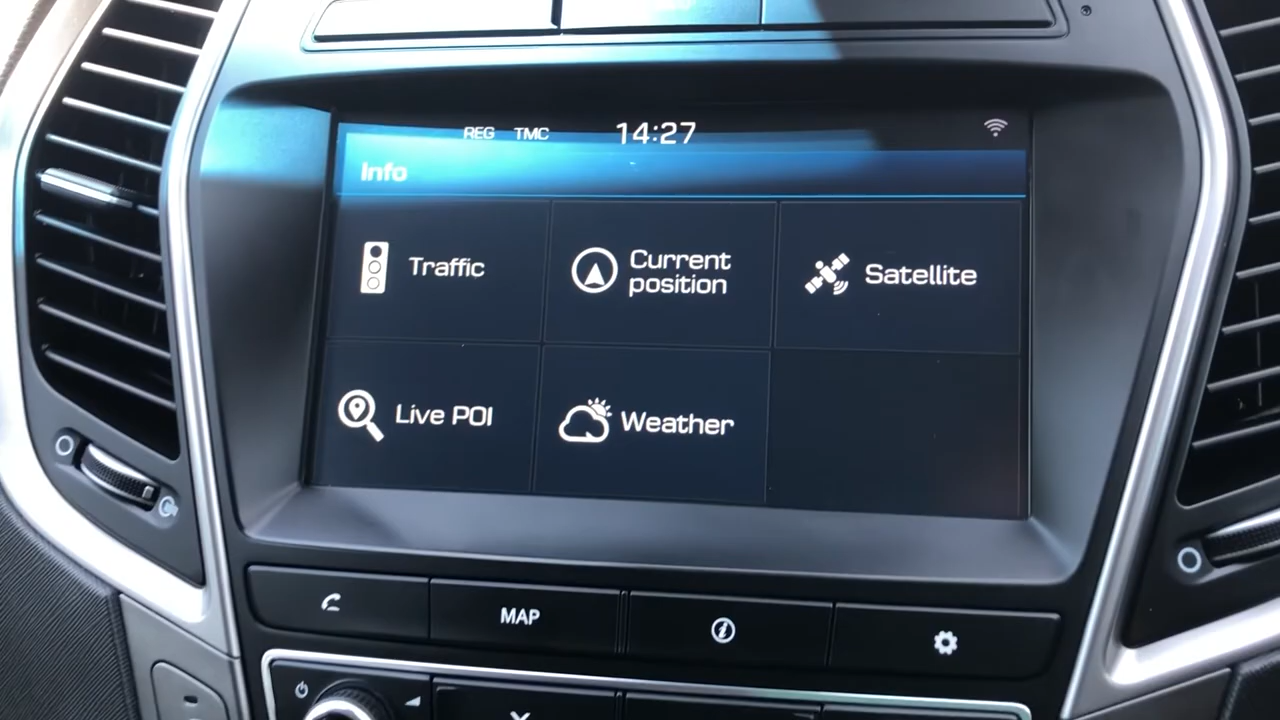 REG TMC 14:27
Info
Traffic
Current
position
Satellite
Live POI
Weather
MAP